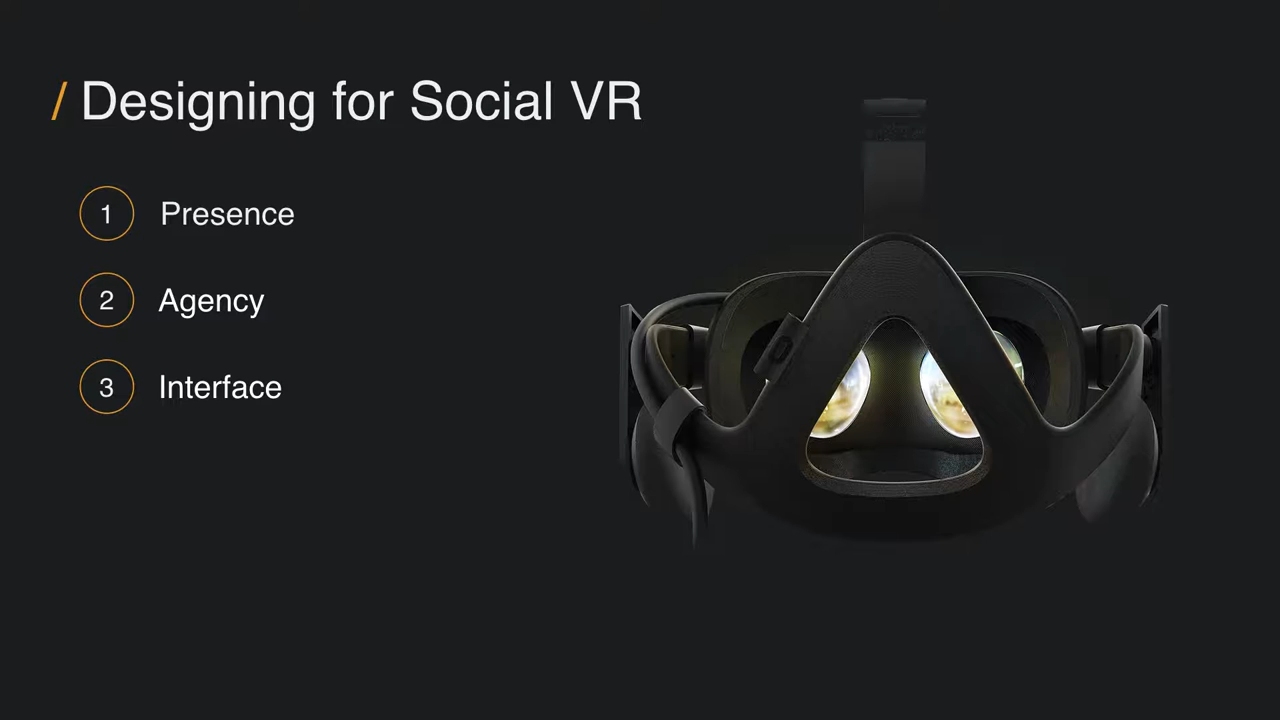 / Designing for Social VR
1 Presence
2 Agency
3 Interface